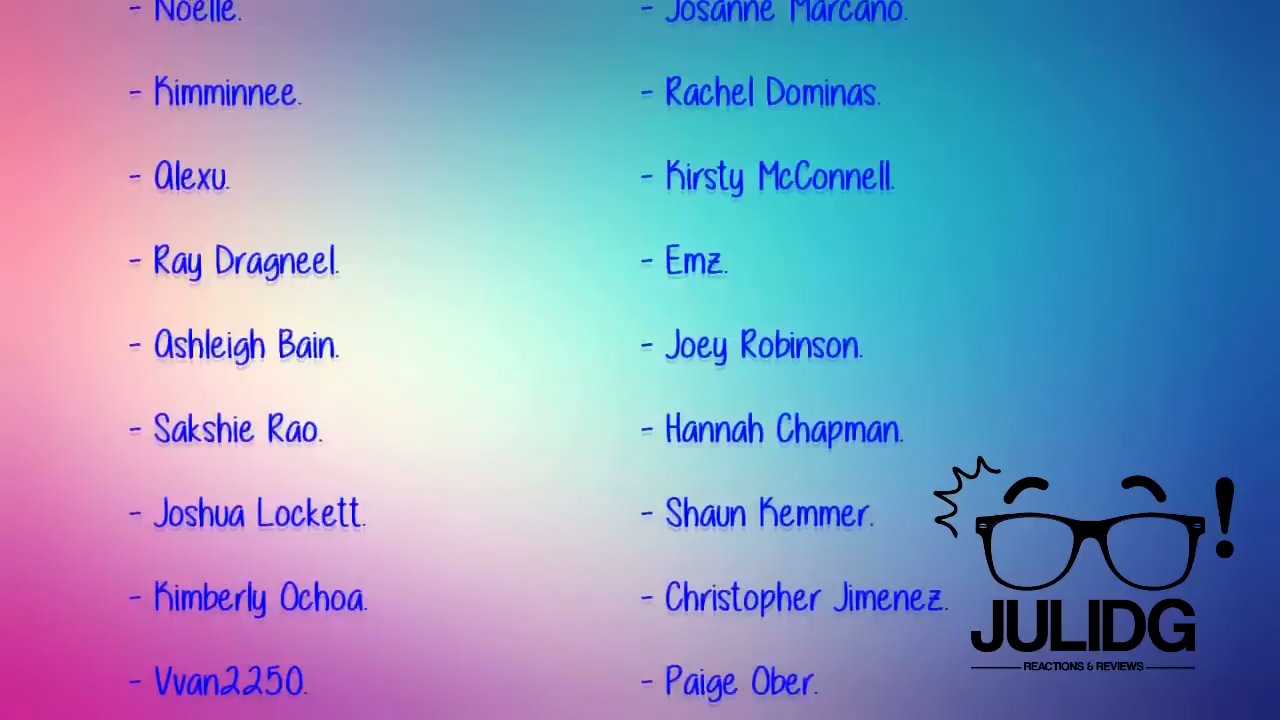 - Noelle.
- Kimminnee.
- Alexu.
- Ray Dragneel.
- Ashleigh Bain.
- Sakshie Rao.
- Joshua Lockett.
- Kimberly Ochoa.
- Vvan2250.
- Josanne Marcano.
- Rachel Dominas.
- Kirsty McConnell.
- Emz.
- Joey Robinson.
- Hannah Chapman.
- Shaun Kemmer.
- Christopher Jimenez.
- Paige Ober.
!
JULIDG
REACTIONS & REVIEWS